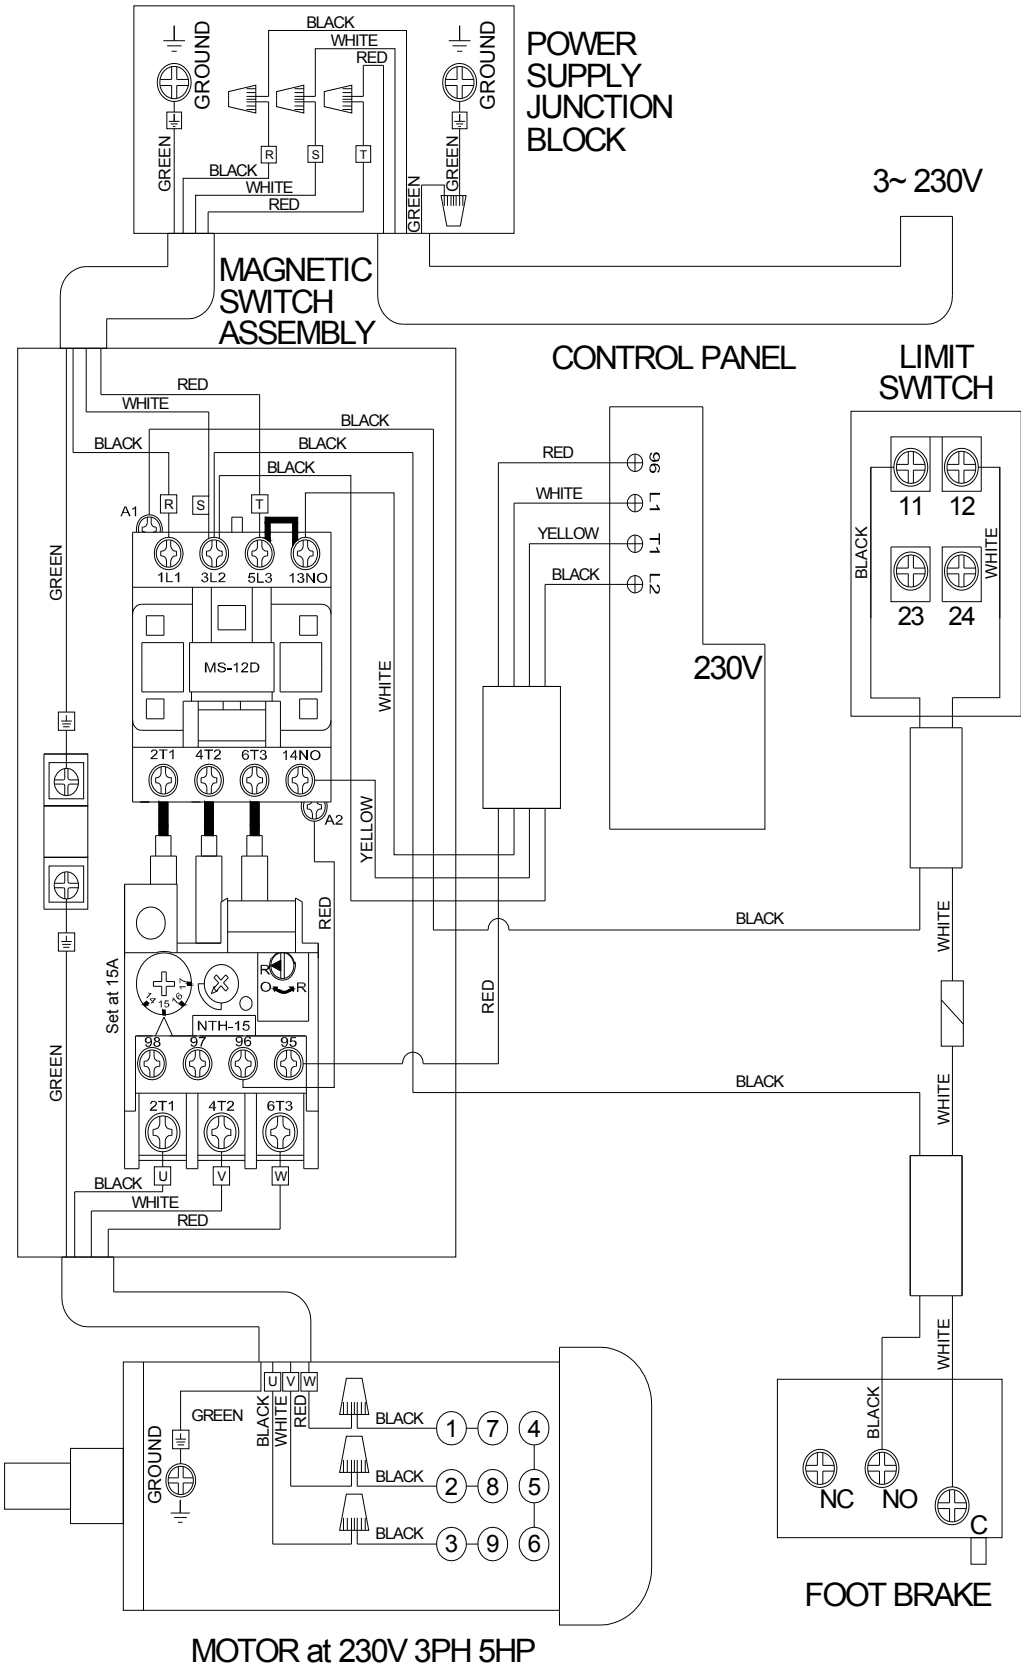 BLACK
WHITE
RED
GROUND
GROUND
POWER
SUPPLY
JUNCTION
BLOCK
R
S
T
GREEN
GREEN
GREEN
BLACK
WHITE
RED
3~ 230V
MAGNETIC
SWITCH
ASSEMBLY
CONTROL PANEL
LIMIT
SWITCH
RED
WHITE
BLACK
BLACK
BLACK
BLACK
RED
96
WHITE
L1
YELLOW
T1
BLACK
L2
11
12
BLACK
WHITE
23
24
A1
R
S
T
GREEN
1L1
3L2
5L3
13NO
MS-12D
WHITE
230V
2T1
4T2
6T3
14NO
A2
YELLOW
RED
BLACK
WHITE
Set at 15A
14
15
16
17
R
O
R
NTH-15
RED
98
97
96
95
GREEN
BLACK
WHITE
2T1
4T2
6T3
U
V
W
BLACK
WHITE
RED
WHITE
U
V
W
GREEN
BLACK
WHITE
RED
GROUND
BLACK
1
7
4
BLACK
2
8
5
BLACK
3
9
6
BLACK
NC
NO
C
FOOT BRAKE
MOTOR at 230V 3PH 5HP